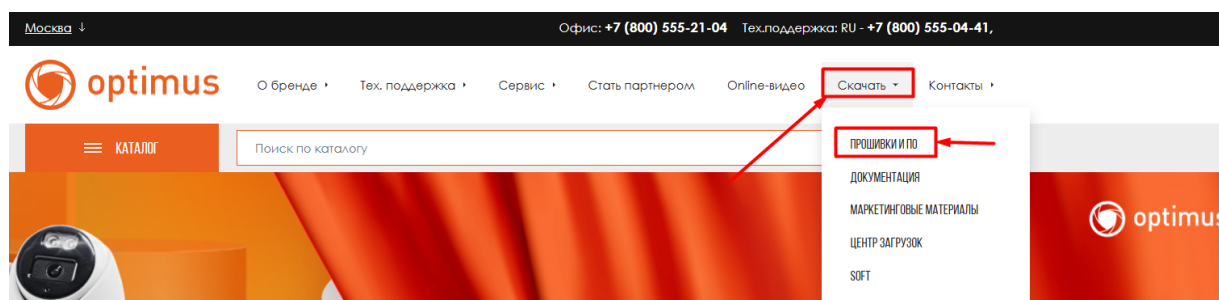 Москва ↓ Офис: +7 (800) 555-21-04 Тех.поддержка: RU - +7 (800) 555-04-41,
optimus О бренде Тех. поддержка Сервис Стать партнером Online-видео Скачать Контакты
КАТАЛОГ Поиск по каталогу
ПРОШИВКИ И ПО
ДОКУМЕНТАЦИЯ
МАРКЕТИНГОВЫЕ МАТЕРИАЛЫ
optimus
ЦЕНТР ЗАГРУЗОК
SOFT